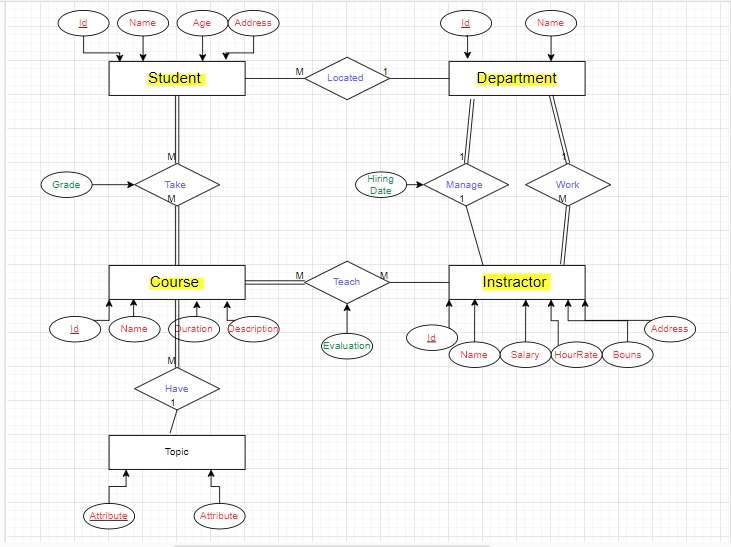 Id
Name
Age
Address
Id
Name
Student
M
Located
1
Department
M
1
1
Grade
Take
Hiring
Date
Manage
Work
M
1
M
Course
M
Teach
M
Instractor
Id
Name
Duration
Description
Evaluation
Id
Name
Salary
HourRate
Bouns
Address
M
Have
1
Topic
Attribute
Attribute